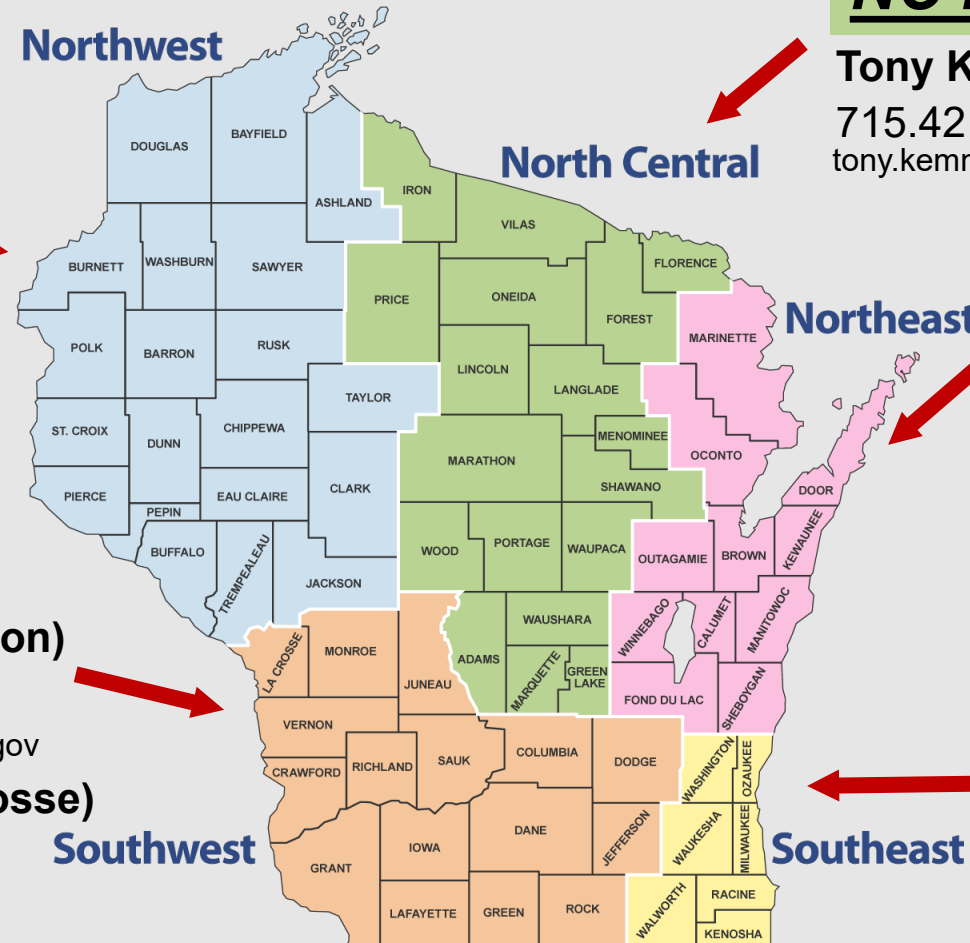 NO
Northwest
Tony K
715.42
tony.kemm
North Central
DOUGLAS
BAYFIELD
ASHLAND
IRON
VILAS
BURNETT
WASHBURN
SAWYER
PRICE
ONEIDA
FLORENCE
FOREST
MARINETTE
Northeast
POLK
BARRON
RUSK
TAYLOR
LINCOLN
LANGLADE
ST. CROIX
DUNN
CHIPPEWA
MENOMINEE
OCONTO
MARATHON
SHAWANO
CLARK
PIERCE
EAU CLAIRE
DOOR
PEPIN
BUFFALO
TREMPEALEAU
JACKSON
WOOD
PORTAGE
WAUPACA
OUTAGAMIE
BROWN
KEWAUNEE
on)
LA CROSSE
MONROE
JUNEAU
ADAMS
WAUSHARA
MARQUETTE
GREEN
LAKE
WINNEBAGO
CALUMET
MANITOWOC
FOND DU LAC
SHEBOYGAN
gov
VERNON
CRAWFORD
RICHLAND
SAUK
COLUMBIA
DODGE
WASHINGTON
OZAUKEE
osse)
Southwest
GRANT
IOWA
DANE
JEFFERSON
WAUKESHA
MILWAUKEE
Southeast
LAFAYETTE
GREEN
ROCK
WALWORTH
RACINE
KENOSHA